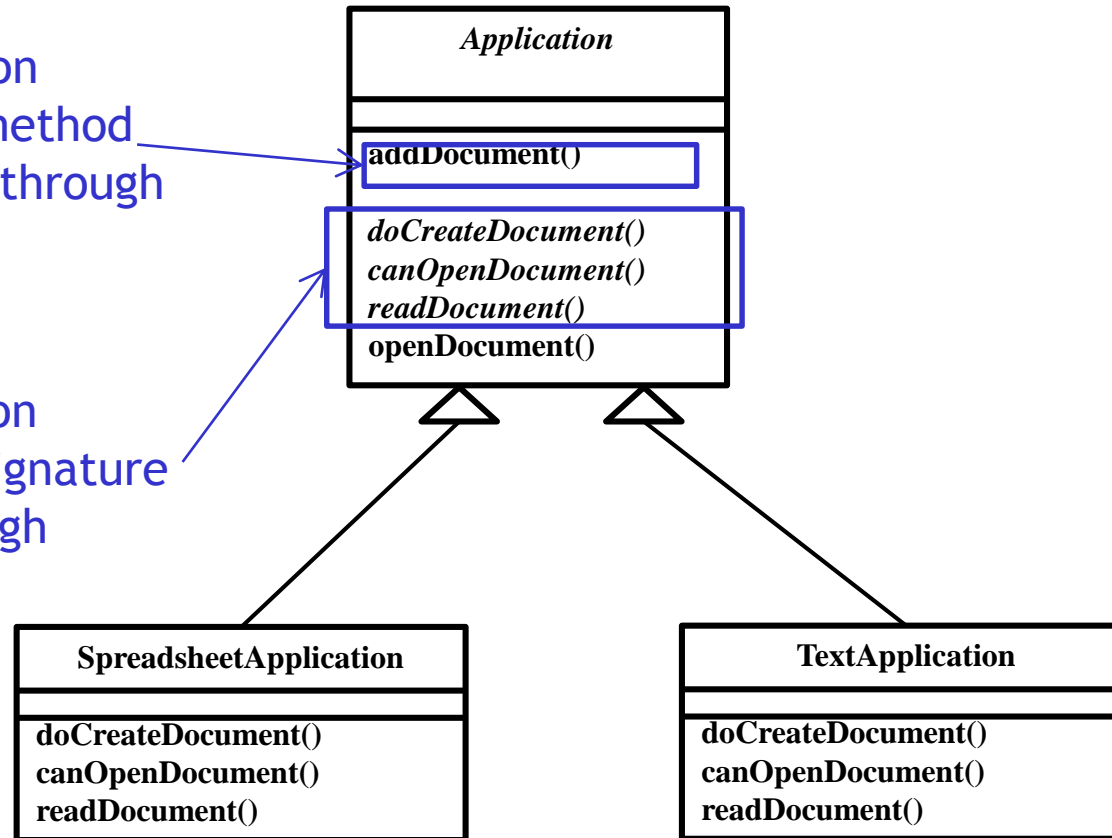 Application
on
method
through
addDocument()
doCreateDocument()
canOpenDocument()
readDocument()
openDocument()
on
gnature
gh
SpreadsheetApplication
doCreateDocument()
canOpenDocument()
readDocument()
TextApplication
doCreateDocument()
canOpenDocument()
readDocument()